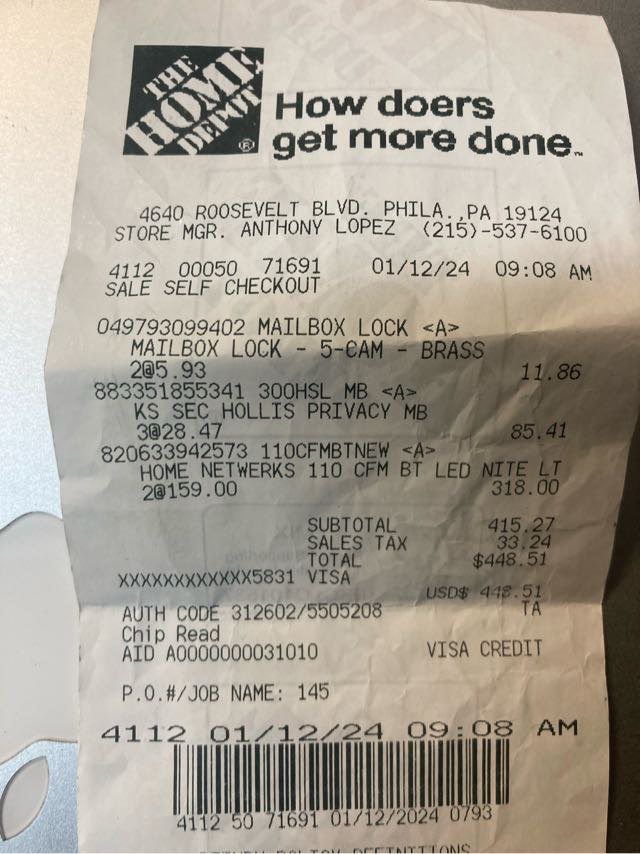 THE
HOME
DEPOT
®
How doers
get more done™
4640 ROOSEVELT BLVD. PHILA.,PA 19124
STORE MGR. ANTHONY LOPEZ (215)-537-6100
4112 00050 71691 01/12/24 09:08 AM
SALE SELF CHECKOUT
049793099402 MAILBOX LOCK <A>
MAILBOX LOCK - 5-CAM - BRASS
2@5.93 11.86
883351855341 300HSL MB <A>
KS SEC HOLLIS PRIVACY MB
3@28.47 85.41
820633942573 110CFMBTNEW <A>
HOME NETWERKS 110 CFM BT LED NITE LT
2@159.00 318.00
SUBTOTAL 415.27
SALES TAX 33.24
TOTAL $448.51
XXXXXXXXXXXX5831 VISA
USD$ 448.51
AUTH CODE 312602/5505208 TA
Chip Read
AID A0000000031010 VISA CREDIT
P.O.#/JOB NAME: 145
4112 01/12/24 09:08 AM
4112 50 71691 01/12/2024 0793